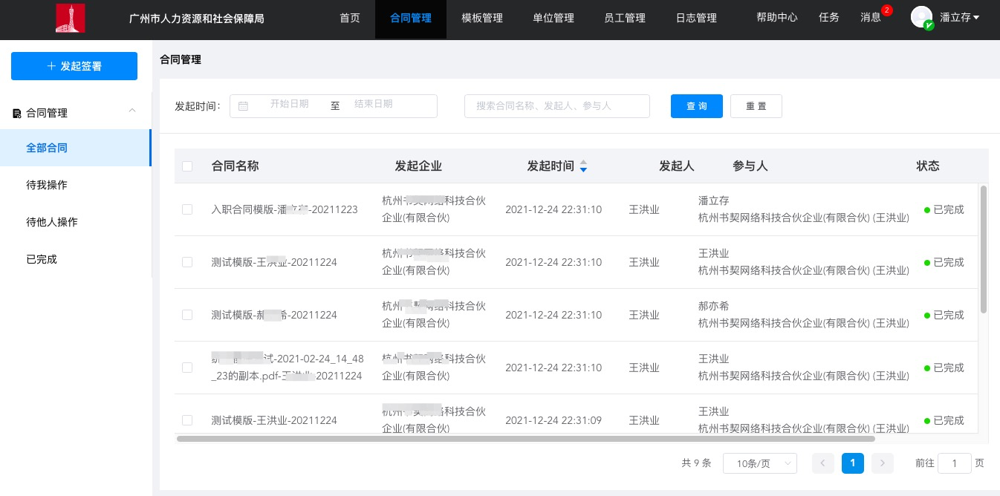 广州市人力资源和社会保障局
首页
合同管理
模板管理
单位管理
员工管理
日志管理
帮助中心
任务
消息
2
潘立存
发起签署
合同管理
全部合同
待我操作
待他人操作
已完成
合同管理
发起时间：
开始日期
至
结束日期
搜索合同名称、发起人、参与人
查询
重置
合同名称
发起企业
发起时间
发起人
参与人
状态
入职合同模版-潘 -20211223
杭州 科技合伙
企业(有限合伙)
2021-12-24 22:31:10
王洪业
潘立存
杭州书契网络科技合伙企业(有限合伙) (王洪业)
已完成
测试模版-王洪业-20211224
杭州 科技合伙
企业(有限合伙)
2021-12-24 22:31:10
王洪业
王洪业
杭州书契网络科技合伙企业(有限合伙) (王洪业)
已完成
测试模版-郝 希-20211224
杭州 科技合伙
企业(有限合伙)
2021-12-24 22:31:10
王洪业
郝亦希
杭州书契网络科技合伙企业(有限合伙) (王洪业)
已完成
试-2021-02-24_14_48
_23的副本.pdf- -20211224
杭州 科技合伙
企业(有限合伙)
2021-12-24 22:31:10
王洪业
王洪业
杭州书契网络科技合伙企业(有限合伙) (王洪业)
已完成
测试模版-王洪业-20211224
杭州 科技合伙
企业(有限合伙)
2021-12-24 22:31:09
王洪业
王洪业
杭州书契网络科技合伙企业(有限合伙) (王洪业)
已完成
共 9 条
10条/页
1
前往
1
页